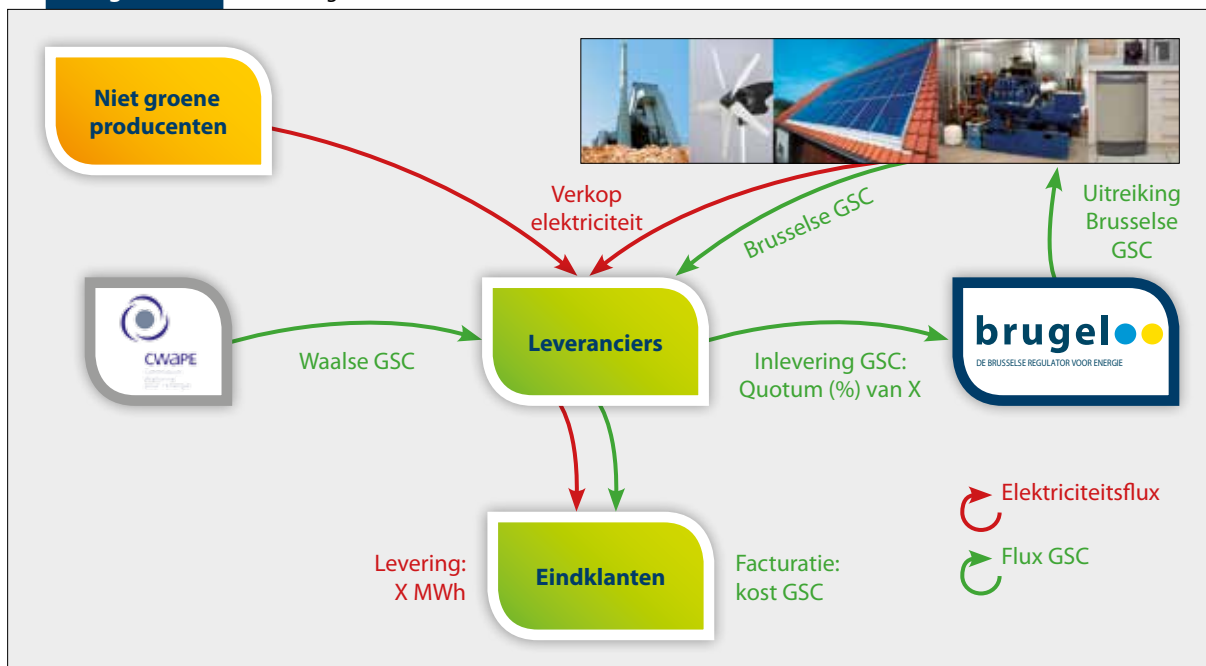 Niet groene
producenten
Verkop
elektriciteit
Brusselse GSC
Uitreiking
Brusselse
GSC
CWAPE
Waalse GSC
Leveranciers
Inlevering GSC:
Quotum (%) van X
brugel
DE BRUSSELSE REGULATOR VOOR ENERGIE
Levering:
X MWh
Eindklanten
Facturatie:
kost GSC
Elektriciteitsflux
Flux GSC